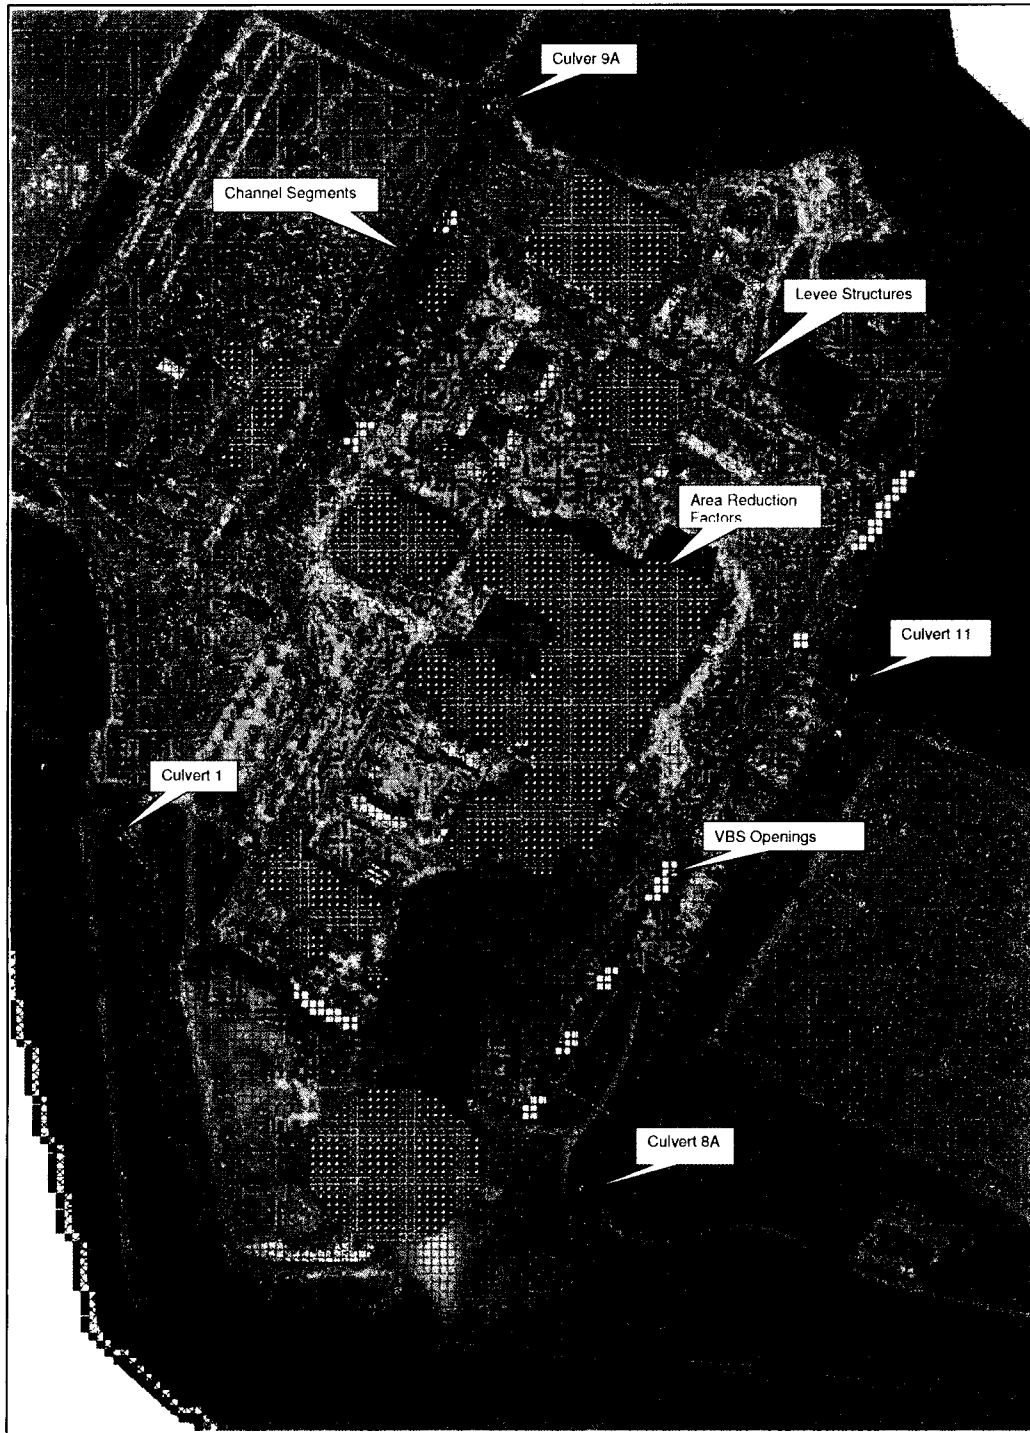 Culver 9A
Channel Segments
Levee Structures
Area Reduction
Factors
Culvert 11
Culvert 1
VBS Openings
Culvert 8A